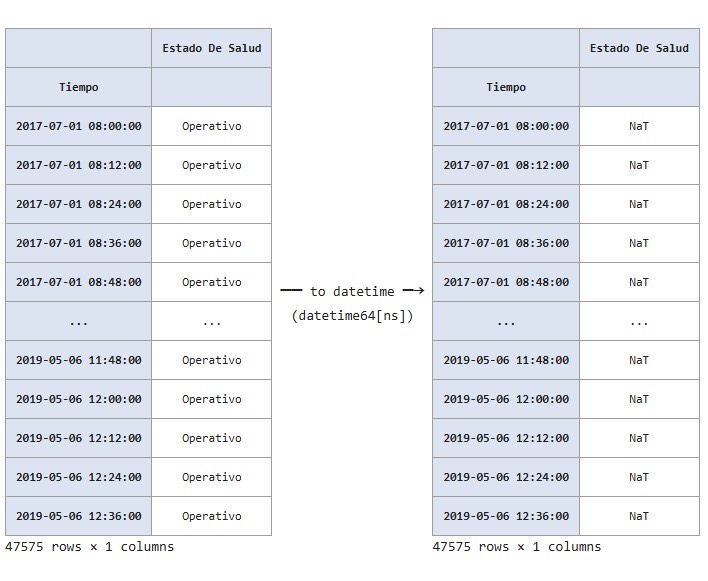 Estado De Salud
Tiempo
2017-07-01 08:00:00 Operativo
2017-07-01 08:12:00 Operativo
2017-07-01 08:24:00 Operativo
2017-07-01 08:36:00 Operativo
2017-07-01 08:48:00 Operativo
... ...
2019-05-06 11:48:00 Operativo
2019-05-06 12:00:00 Operativo
2019-05-06 12:12:00 Operativo
2019-05-06 12:24:00 Operativo
2019-05-06 12:36:00 Operativo
47575 rows × 1 columns
to datetime
(datetime64[ns])
Estado De Salud
Tiempo
2017-07-01 08:00:00 NaT
2017-07-01 08:12:00 NaT
2017-07-01 08:24:00 NaT
2017-07-01 08:36:00 NaT
2017-07-01 08:48:00 NaT
... ...
2019-05-06 11:48:00 NaT
2019-05-06 12:00:00 NaT
2019-05-06 12:12:00 NaT
2019-05-06 12:24:00 NaT
2019-05-06 12:36:00 NaT
47575 rows × 1 columns